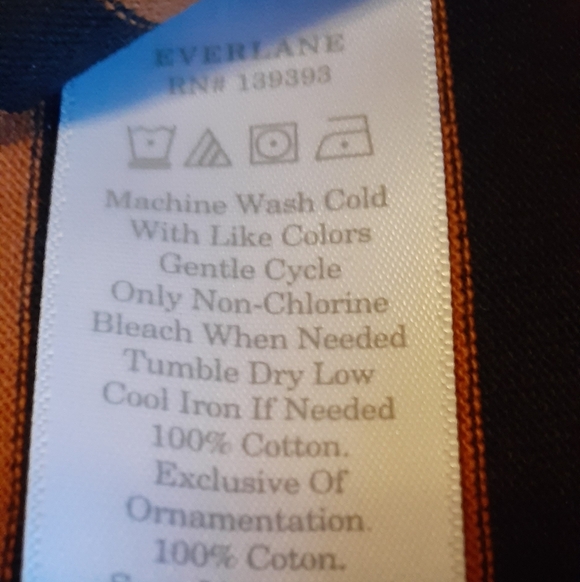 EVERLANE
RN# 139393
Machine Wash Cold
With Like Colors
Gentle Cycle
Only Non-Chlorine
Bleach When Needed
Tumble Dry Low
Cool Iron If Needed
100% Cotton.
Exclusive Of
Ornamentation.
100% Coton.